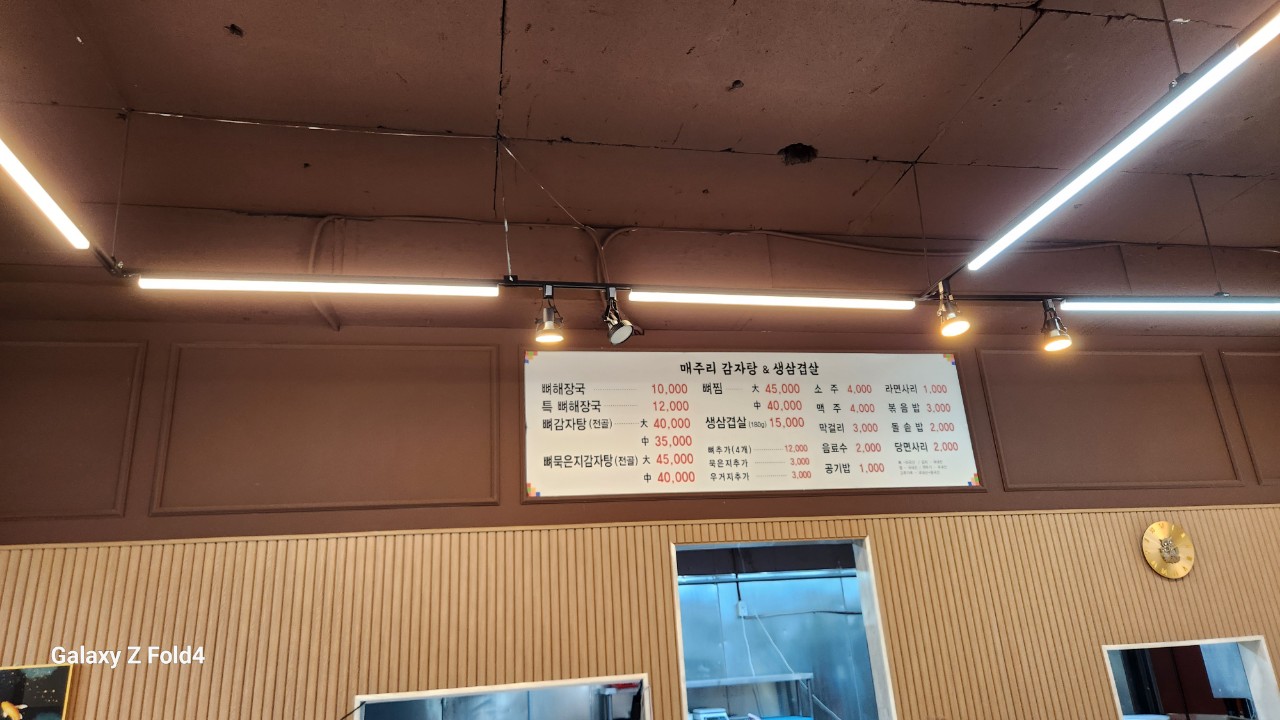 매주리 감자탕 & 생삼겹살
뼈해장국 10,000
특 뼈해장국 12,000
뼈감자탕 (전골) 大 40,000
中 35,000
뼈묵은지감자탕 (전골) 大 45,000
中 40,000
뼈찜 大 45,000
中 40,000
생삼겹살 (180g) 15,000
뼈추가(4개) 12,000
묵은지추가 3,000
우거지추가 3,000
소 주 4,000
맥 주 4,000
막걸리 3,000
음료수 2,000
공기밥 1,000
라면사리 1,000
볶음밥 3,000
돌솥밥 2,000
당면사리 2,000
Galaxy Z Fold4